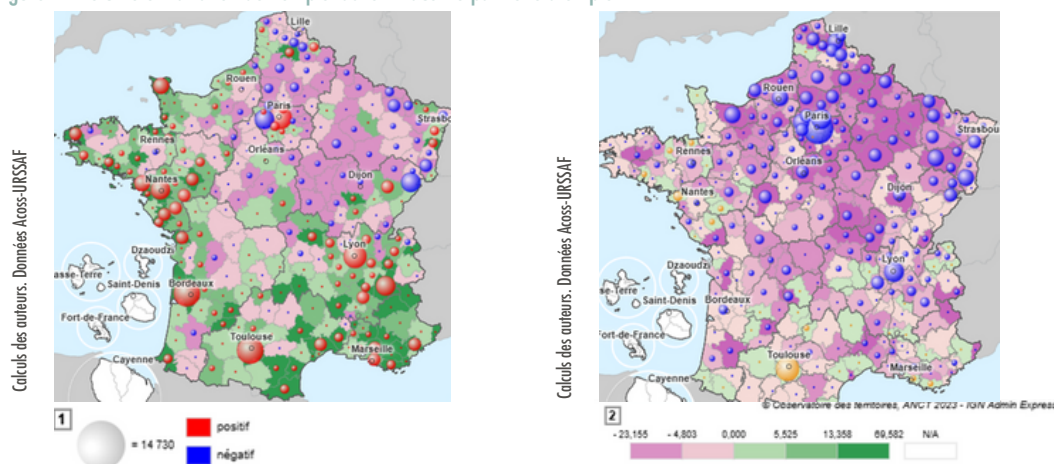 Calculs des auteurs. Données Acoss-URSSAF
Lille
Rouen
Paris
Strasbo
Rennes
Orléans
Nantes
Dijon
Lyon
Dzaoudzi
asse-Terre
Saint-Denis
Bordeaux
Fort-de-France
Toulouse
Marseille
Cayenne
1
= 14 730
positif
négatif
Calculs des auteurs. Données Acoss-URSSAF
Lille
Rouen
Paris
Strasbou
Rennes
Orléans
Nantes
Dijon
Lyon
Dzaoudzi
se-Terre
Saint-Denis
Bordeaux
Fort-de-France
Toulouse
Marseille
Cayenne
© Observatoire des territoires, ANCT 2023 - IGN Admin Express
2
- 23,155 - 4,803 0,000 5,525 13,358 69,582 N/A